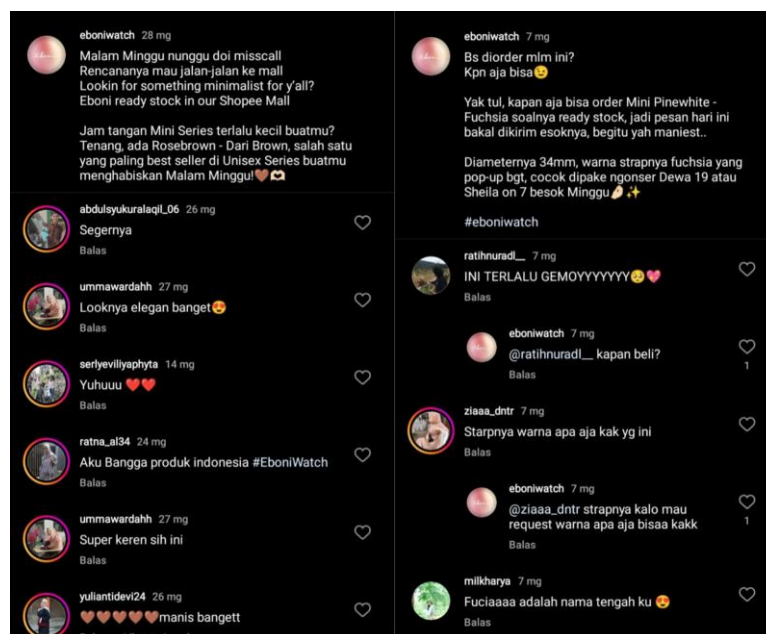 eboniwatch 28 mg
Malam Minggu nunggu doi misscall
Rencananya mau jalan-jalan ke mall
Lookin for something minimalist for y'all?
Eboni ready stock in our Shopee Mall
Jam tangan Mini Series terlalu kecil buatmu?
Tenang, ada Rosebrown - Dari Brown, salah satu
yang paling best seller di Unisex Series buatmu
menghabiskan Malam Minggu!🤎🫶
abdulsyukuralaqil_06 26 mg
Segernya
Balas
ummawardahh 27 mg
Looknya elegan banget😍
Balas
serlyeviliyaphyta 14 mg
Yuhuuu ❤️❤️
Balas
ratna_al34 24 mg
Aku Bangga produk indonesia #EboniWatch
Balas
ummawardahh 27 mg
Super keren sih ini
Balas
yuliantidevi24 26 mg
🤎🤎🤎🤎🤎manis bangett
eboniwatch 7 mg
Bs diorder mlm ini?
Kpn aja bisa😉
Yak tul, kapan aja bisa order Mini Pinewhite -
Fuchsia soalnya ready stock, jadi pesan hari ini
bakal dikirim esoknya, begitu yah maniest..
Diameternya 34mm, warna strapnya fuchsia yang
pop-up bgt, cocok dipake ngonser Dewa 19 atau
Sheila on 7 besok Minggu🤌🏻✨
#eboniwatch
ratihnuradl__ 7 mg
INI TERLALU GEMOYYYYYYY🥺💖
Balas
eboniwatch 7 mg
@ratihnuradl__ kapan beli?
1
Balas
ziaaa_dntr 7 mg
Starpnya warna apa aja kak yg ini
Balas
eboniwatch 7 mg
@ziaaa_dntr strapnya kalo mau
request warna apa aja bisaa kakk
1
Balas
milkharya 7 mg
Fuciaaaa adalah nama tengah ku 😍
Balas